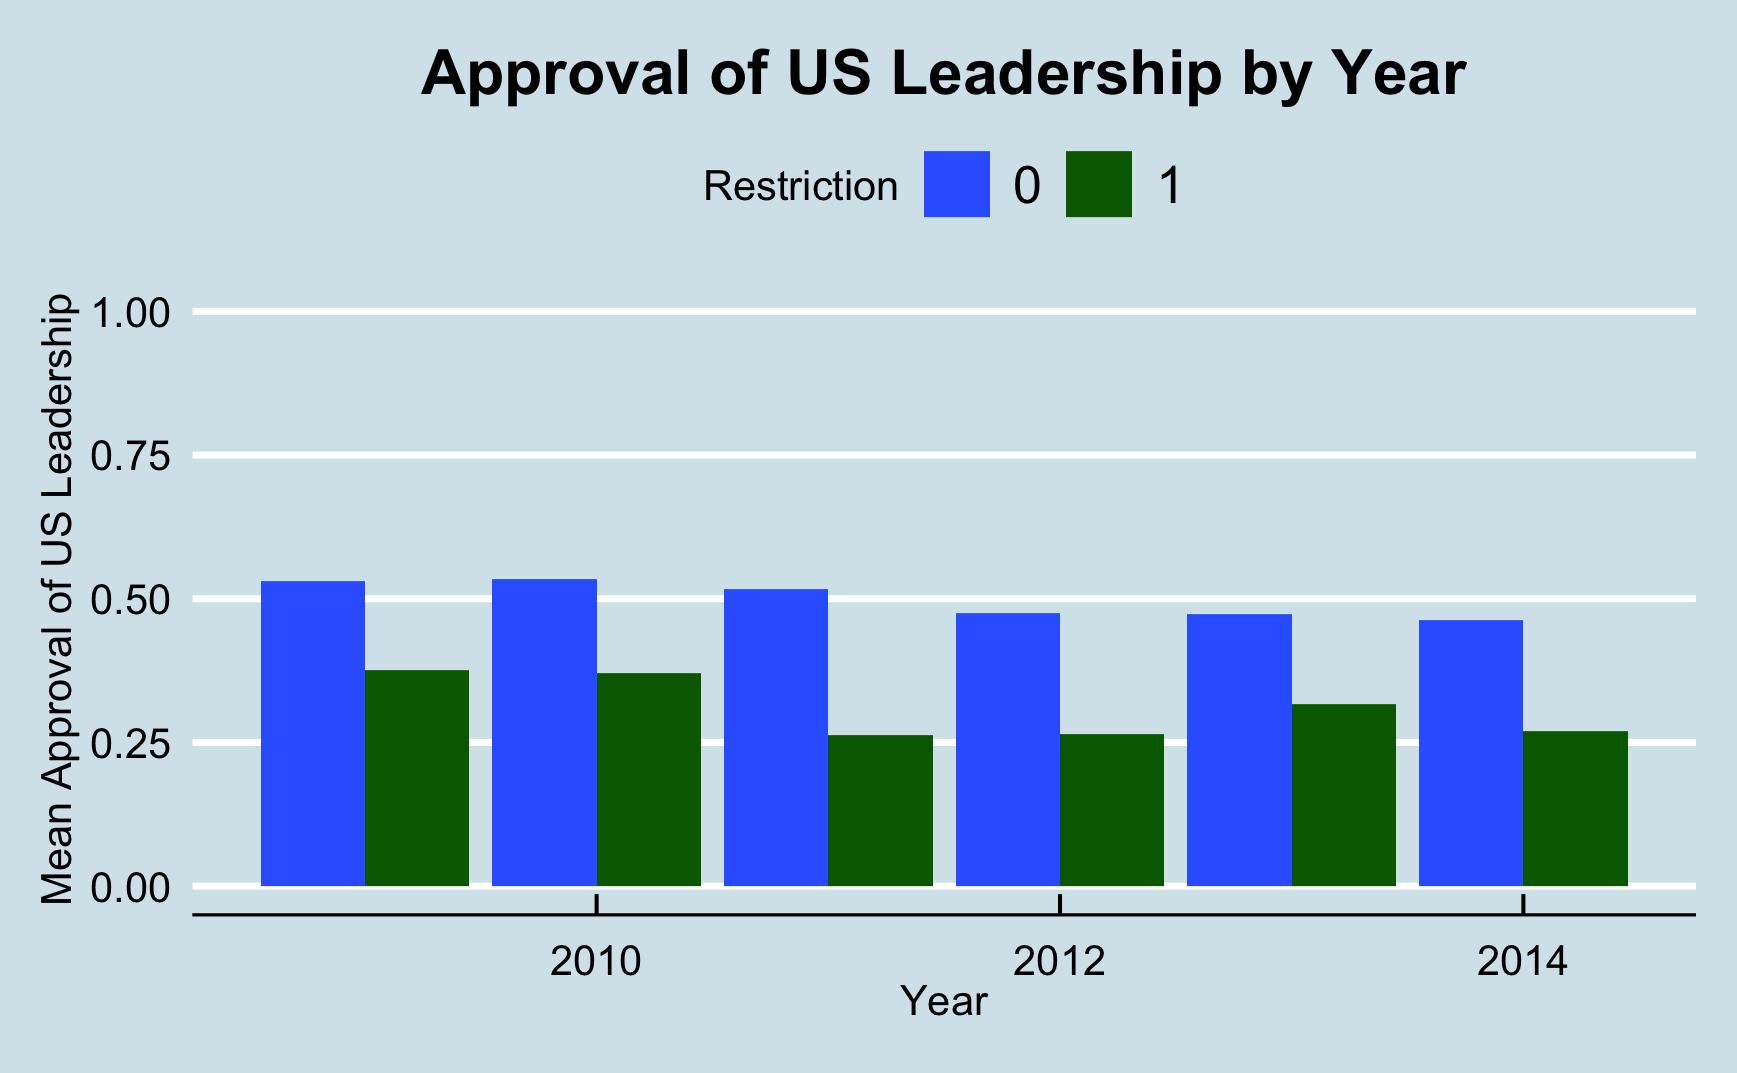 Approval of US Leadership by Year
Restriction 0 1
Mean Approval of US Leadership
1.00
0.75
0.50
0.25
0.00
2010 2012 2014
Year